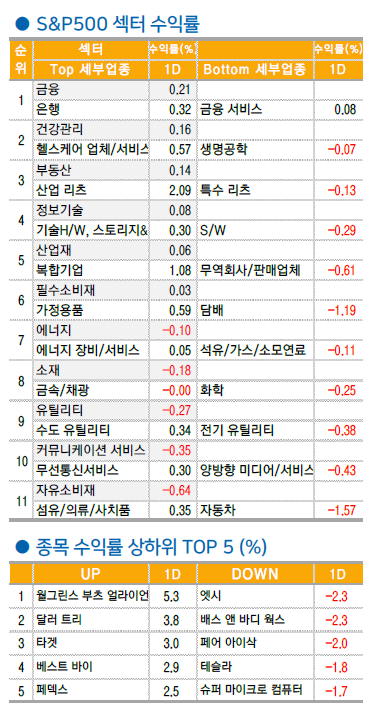 ● S&P500 섹터 수익률
순위 섹터 수익률(%) 수익률(%)
Top 세부업종 1D Bottom 세부업종 1D
1 금융 0.21
은행 0.32 금융 서비스 0.08
2 건강관리 0.16
헬스케어 업체/서비스 0.57 생명공학 -0.07
3 부동산 0.14
산업 리츠 2.09 특수 리츠 -0.13
4 정보기술 0.08
기술H/W, 스토리지& 0.30 S/W -0.29
5 산업재 0.06
복합기업 1.08 무역회사/판매업체 -0.61
6 필수소비재 0.03
가정용품 0.59 담배 -1.19
7 에너지 -0.10
에너지 장비/서비스 0.05 석유/가스/소모연료 -0.11
8 소재 -0.18
금속/채광 -0.00 화학 -0.25
9 유틸리티 -0.27
수도 유틸리티 0.34 전기 유틸리티 -0.38
10 커뮤니케이션 서비스 -0.35
무선통신서비스 0.30 양방향 미디어/서비스 -0.43
11 자유소비재 -0.64
섬유/의류/사치품 0.35 자동차 -1.57
● 종목 수익률 상하위 TOP 5 (%)
UP 1D DOWN 1D
1 월그린스 부츠 얼라이언 5.3 엣시 -2.3
2 달러 트리 3.8 배스 앤 바디 웍스 -2.3
3 타겟 3.0 페어 아이삭 -2.0
4 베스트 바이 2.9 테슬라 -1.8
5 페덱스 2.5 슈퍼 마이크로 컴퓨터 -1.7